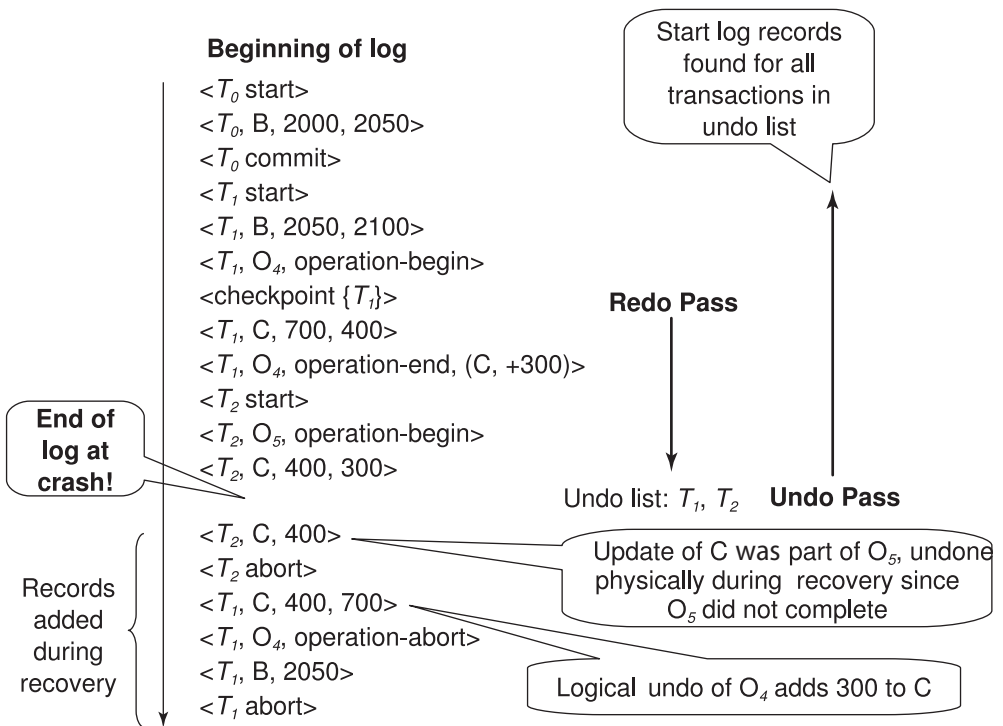 Beginning of log
<T0 start>
<T0, B, 2000, 2050>
<T0 commit>
<T1 start>
<T1, B, 2050, 2100>
<T1, O4, operation-begin>
<checkpoint {T1}>
<T1, C, 700, 400>
<T1, O4, operation-end, (C, +300)>
<T2 start>
<T2, O5, operation-begin>
<T2, C, 400, 300>
Start log records
found for all
transactions in
undo list
Redo Pass
End of
log at
crash!
Undo list: T1, T2
Undo Pass
<T2, C, 400>
<T2 abort>
<T1, C, 400, 700>
<T1, O4, operation-abort>
<T1, B, 2050>
<T1 abort>
Records
added
during
recovery
Update of C was part of O5, undone
physically during recovery since
O5 did not complete
Logical undo of O4 adds 300 to C